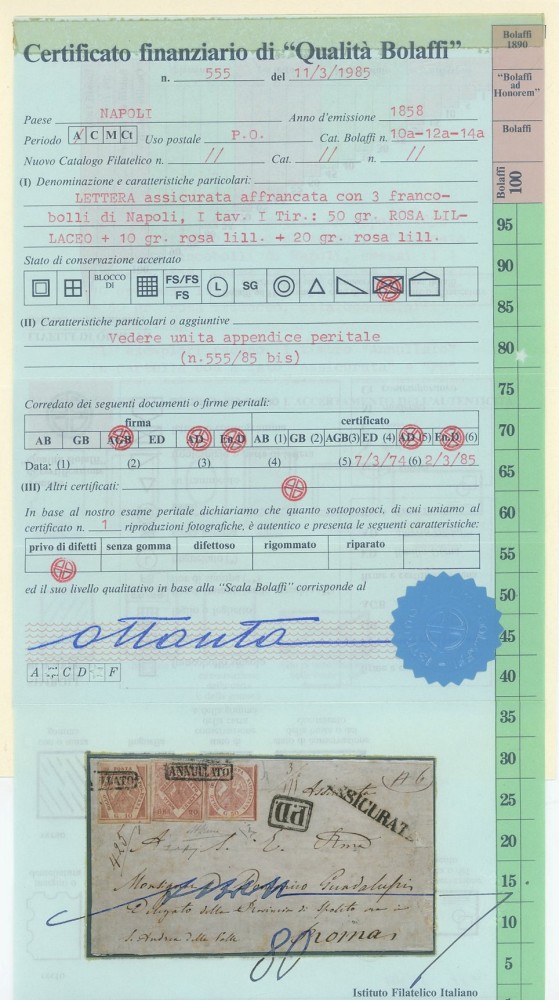 Certificato finanziario di “Qualità Bolaffi”
n. 555 del 11/3/1985
Bolaffi 1890
“Bolaffi ad Honorem”
Bolaffi
Bolaffi 100
Paese NAPOLI Anno d'emissione 1858
Periodo A C M Ct Uso postale P.O. Cat. Bolaffi n. 10a-12a-14a
Nuovo Catalogo Filatelico n. // Cat. // n. //
(I) Denominazione e caratteristiche particolari:
LETTERA assicurata affrancata con 3 franco-
bolli di Napoli, I tav. I Tir.: 50 gr. ROSA LIL-
LACEO + 10 gr. rosa lill. + 20 gr. rosa lill.
Stato di conservazione accertato
BLOCCO DI FS/FS FS L SG
(II) Caratteristiche particolari o aggiuntive
Vedere unita appendice peritale
(n.555/85 bis)
Corredato dei seguenti documenti o firme peritali:
firma certificato
AB GB AGB ED AD En.D AB (1) GB (2) AGB(3) ED (4) AD (5) En.D (6)
Data: (1) (2) (3) (4) (5) 7/3/74 (6) 2/3/85
(III) Altri certificati:
In base al nostro esame peritale dichiariamo che quanto sottopostoci, di cui uniamo al
certificato n. 1 riproduzioni fotografiche, è autentico e presenta le seguenti caratteristiche:
privo di difetti senza gomma difettoso rigommato riparato
ed il suo livello qualitativo in base alla “Scala Bolaffi” corrisponde al
ottanta
A C D F
95
90
85
80
75
70
65
60
55
50
45
40
35
30
25
20
15
10
5
ANNULLATO
PD
ASSICURATA
A S. E.
Delegato della Provincia di Spoleto
S. Andrea della Valle
Roma
80
Istituto Filatelico Italiano